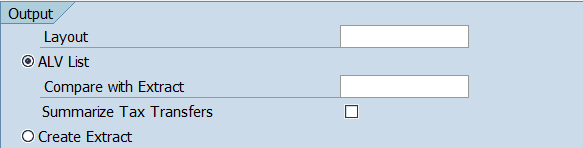 Output
Layout
ALV List
Compare with Extract
Summarize Tax Transfers
Create Extract